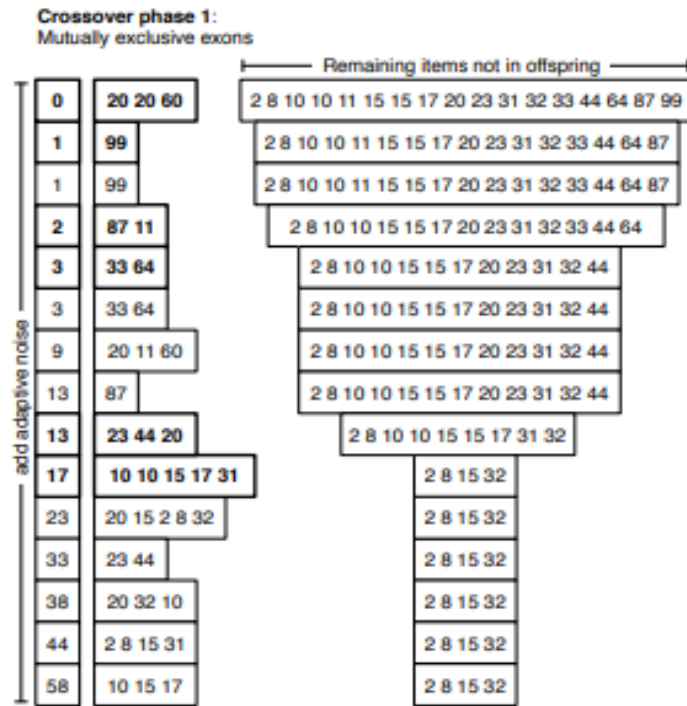 Crossover phase 1:
Mutually exclusive exons
Remaining items not in offspring
add adaptive noise
0 20 20 60 2 8 10 10 11 15 15 17 20 23 31 32 33 44 64 87 99
1 99 2 8 10 10 11 15 15 17 20 23 31 32 33 44 64 87
1 99 2 8 10 10 11 15 15 17 20 23 31 32 33 44 64 87
2 87 11 2 8 10 10 15 15 17 20 23 31 32 33 44 64
3 33 64 2 8 10 10 15 15 17 20 23 31 32 44
3 33 64 2 8 10 10 15 15 17 20 23 31 32 44
9 20 11 60 2 8 10 10 15 15 17 20 23 31 32 44
13 87 2 8 10 10 15 15 17 20 23 31 32 44
13 23 44 20 2 8 10 10 15 15 17 31 32
17 10 10 15 17 31 2 8 15 32
23 20 15 2 8 32 2 8 15 32
33 23 44 2 8 15 32
38 20 32 10 2 8 15 32
44 2 8 15 31 2 8 15 32
58 10 15 17 2 8 15 32